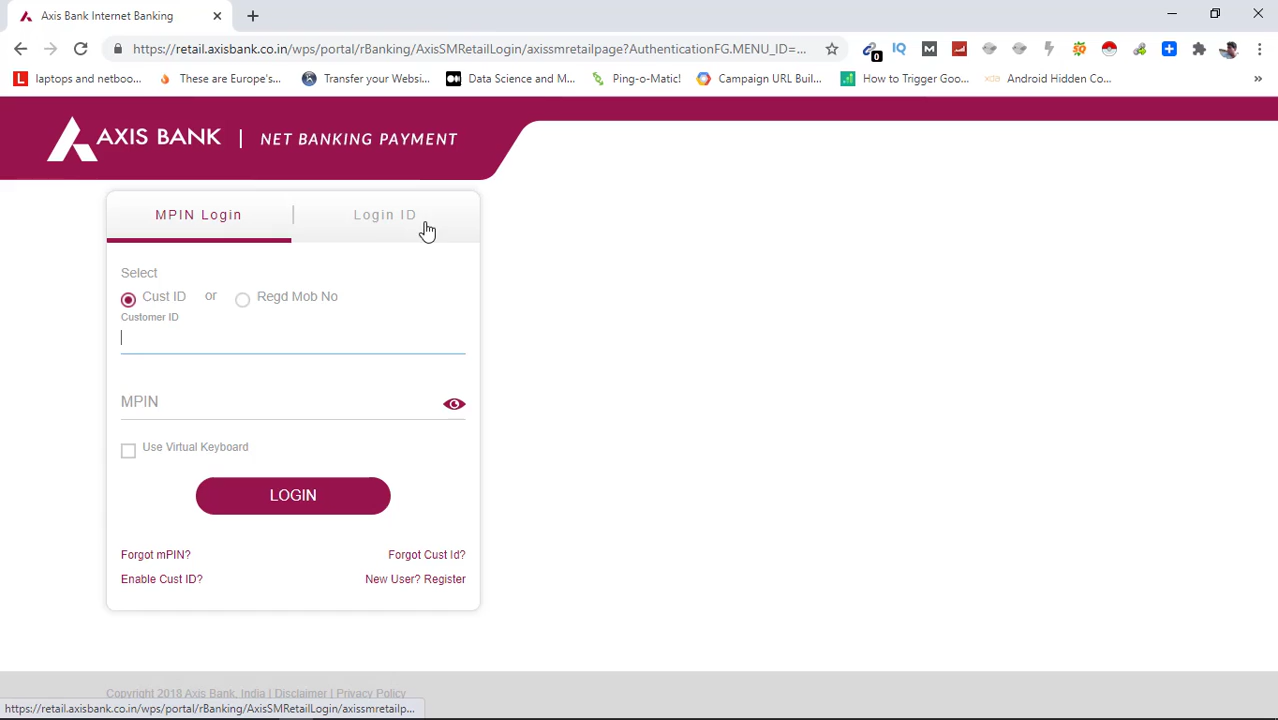 Axis Bank Internet Banking
https://retail.axisbank.co.in/wps/portal/rBanking/AxisSMRetailLogin/axissmretailpage?AuthenticationFG.MENU_ID=...
0
IQ
M
L laptops and netboo...
These are Europe's...
Transfer your Websi...
Data Science and M...
Ping-o-Matic!
Campaign URL Buil...
How to Trigger Goo...
xda Android Hidden Co...
»
AXIS BANK | NET BANKING PAYMENT
MPIN Login | Login ID
Select
Cust ID or Regd Mob No
Customer ID
MPIN
Use Virtual Keyboard
LOGIN
Forgot mPIN? Forgot Cust Id?
Enable Cust ID? New User? Register
Copyright 2018 Axis Bank, India | Disclaimer | Privacy Policy
https://retail.axisbank.co.in/wps/portal/rBanking/AxisSMRetailLogin/axissmretailp...